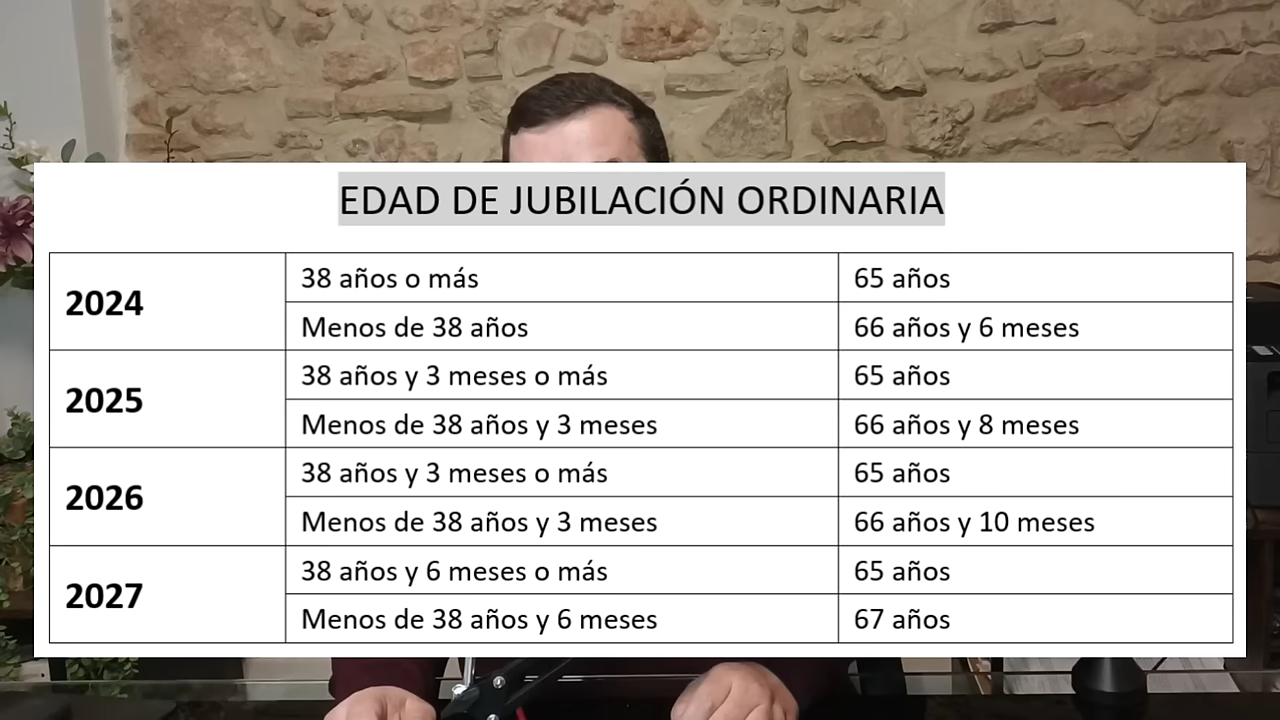 EDAD DE JUBILACIÓN ORDINARIA
2024
38 años o más
65 años
Menos de 38 años
66 años y 6 meses
2025
38 años y 3 meses o más
65 años
Menos de 38 años y 3 meses
66 años y 8 meses
2026
38 años y 3 meses o más
65 años
Menos de 38 años y 3 meses
66 años y 10 meses
2027
38 años y 6 meses o más
65 años
Menos de 38 años y 6 meses
67 años